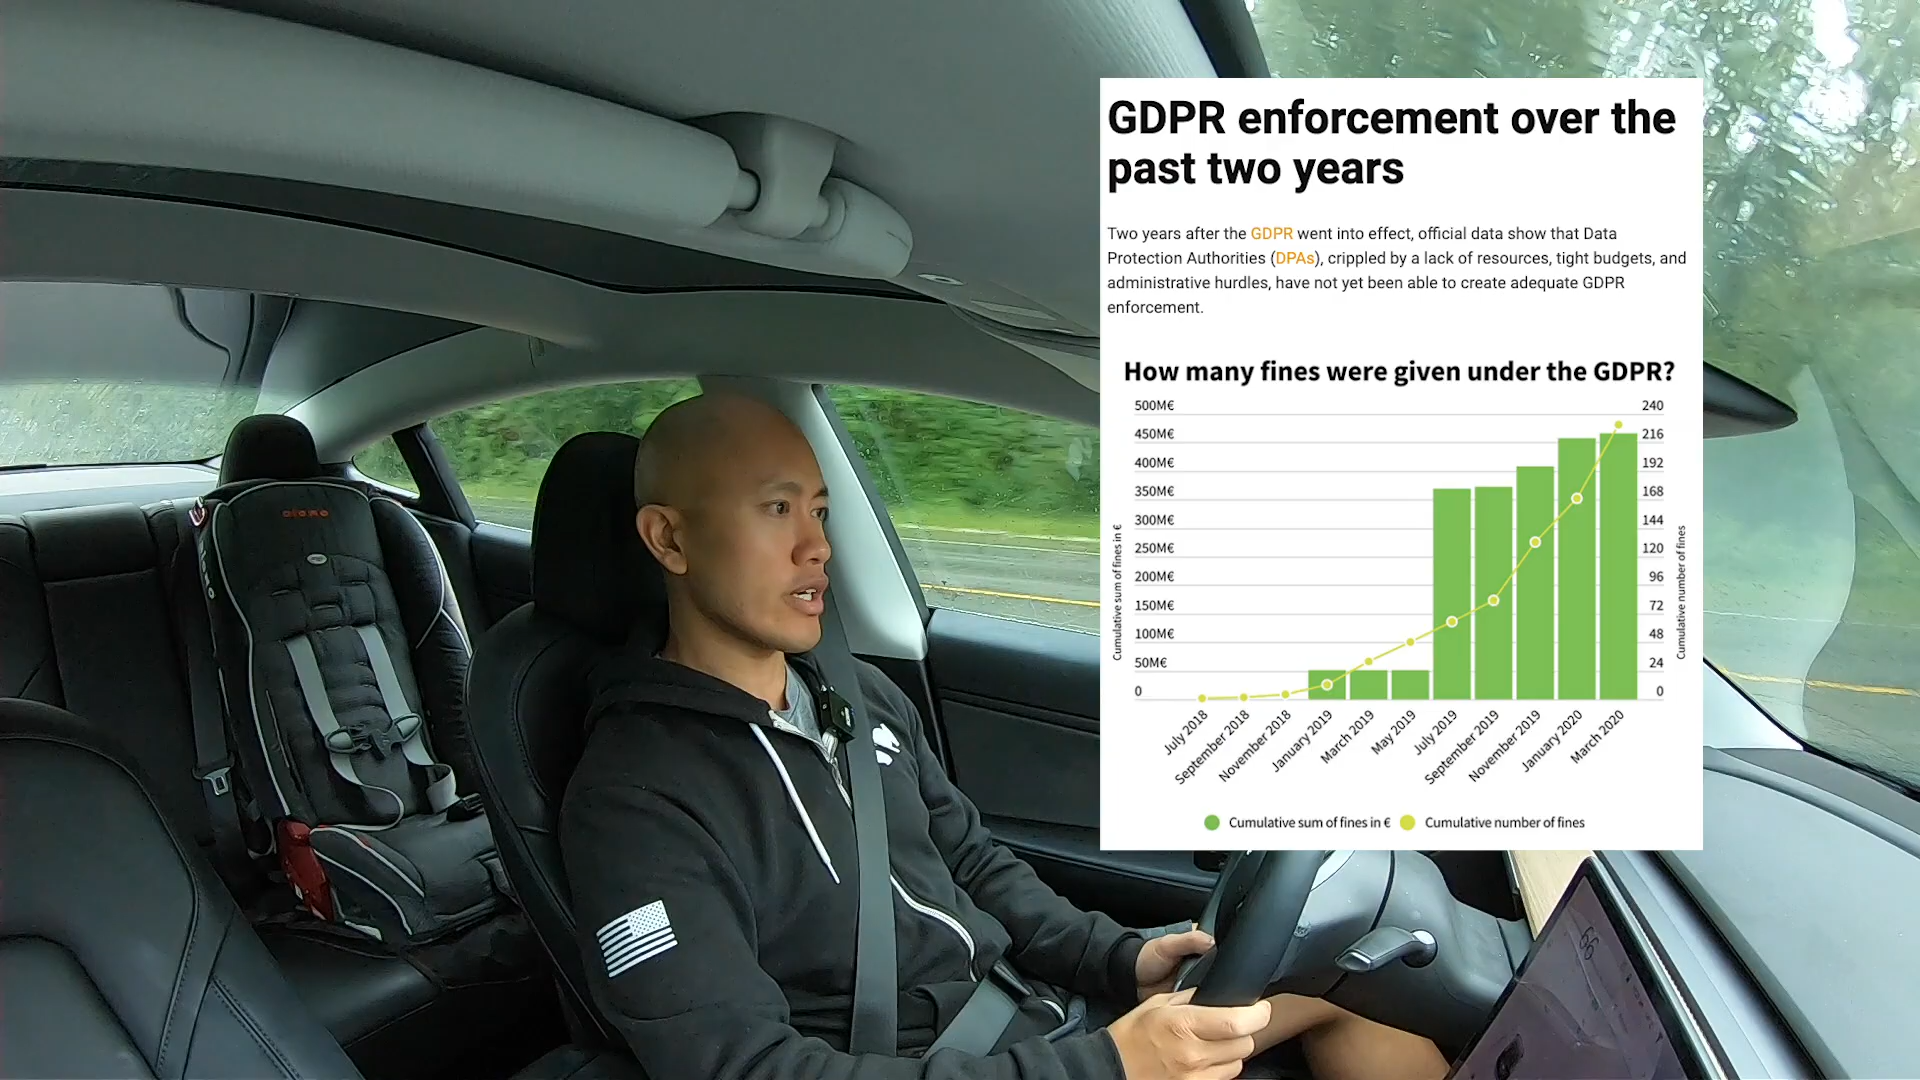 GDPR enforcement over the
past two years
Two years after the GDPR went into effect, official data show that Data
Protection Authorities (DPAs), crippled by a lack of resources, tight budgets, and
administrative hurdles, have not yet been able to create adequate GDPR
enforcement.
How many fines were given under the GDPR?
500M€
450M€
400M€
350M€
300M€
250M€
200M€
150M€
100M€
50M€
0
Cumulative sum of fines in €
240
216
192
168
144
120
96
72
48
24
0
Cumulative number of fines
July 2018
September 2018
November 2018
January 2019
March 2019
May 2019
July 2019
September 2019
November 2019
January 2020
March 2020
Cumulative sum of fines in €
Cumulative number of fines
diono
66